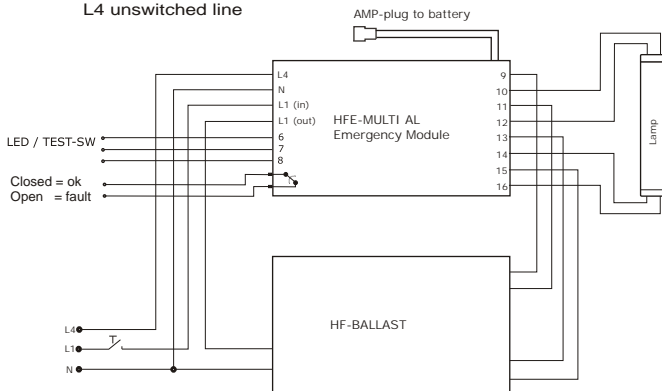 L4 unswitched line
AMP-plug to battery
L4
N
L1 (in)
L1 (out)
6
7
8
HFE-MULTI AL
Emergency Module
9
10
11
12
13
14
15
16
Lamp
LED / TEST-SW
Closed = ok
Open = fault
HF-BALLAST
L4
L1
N